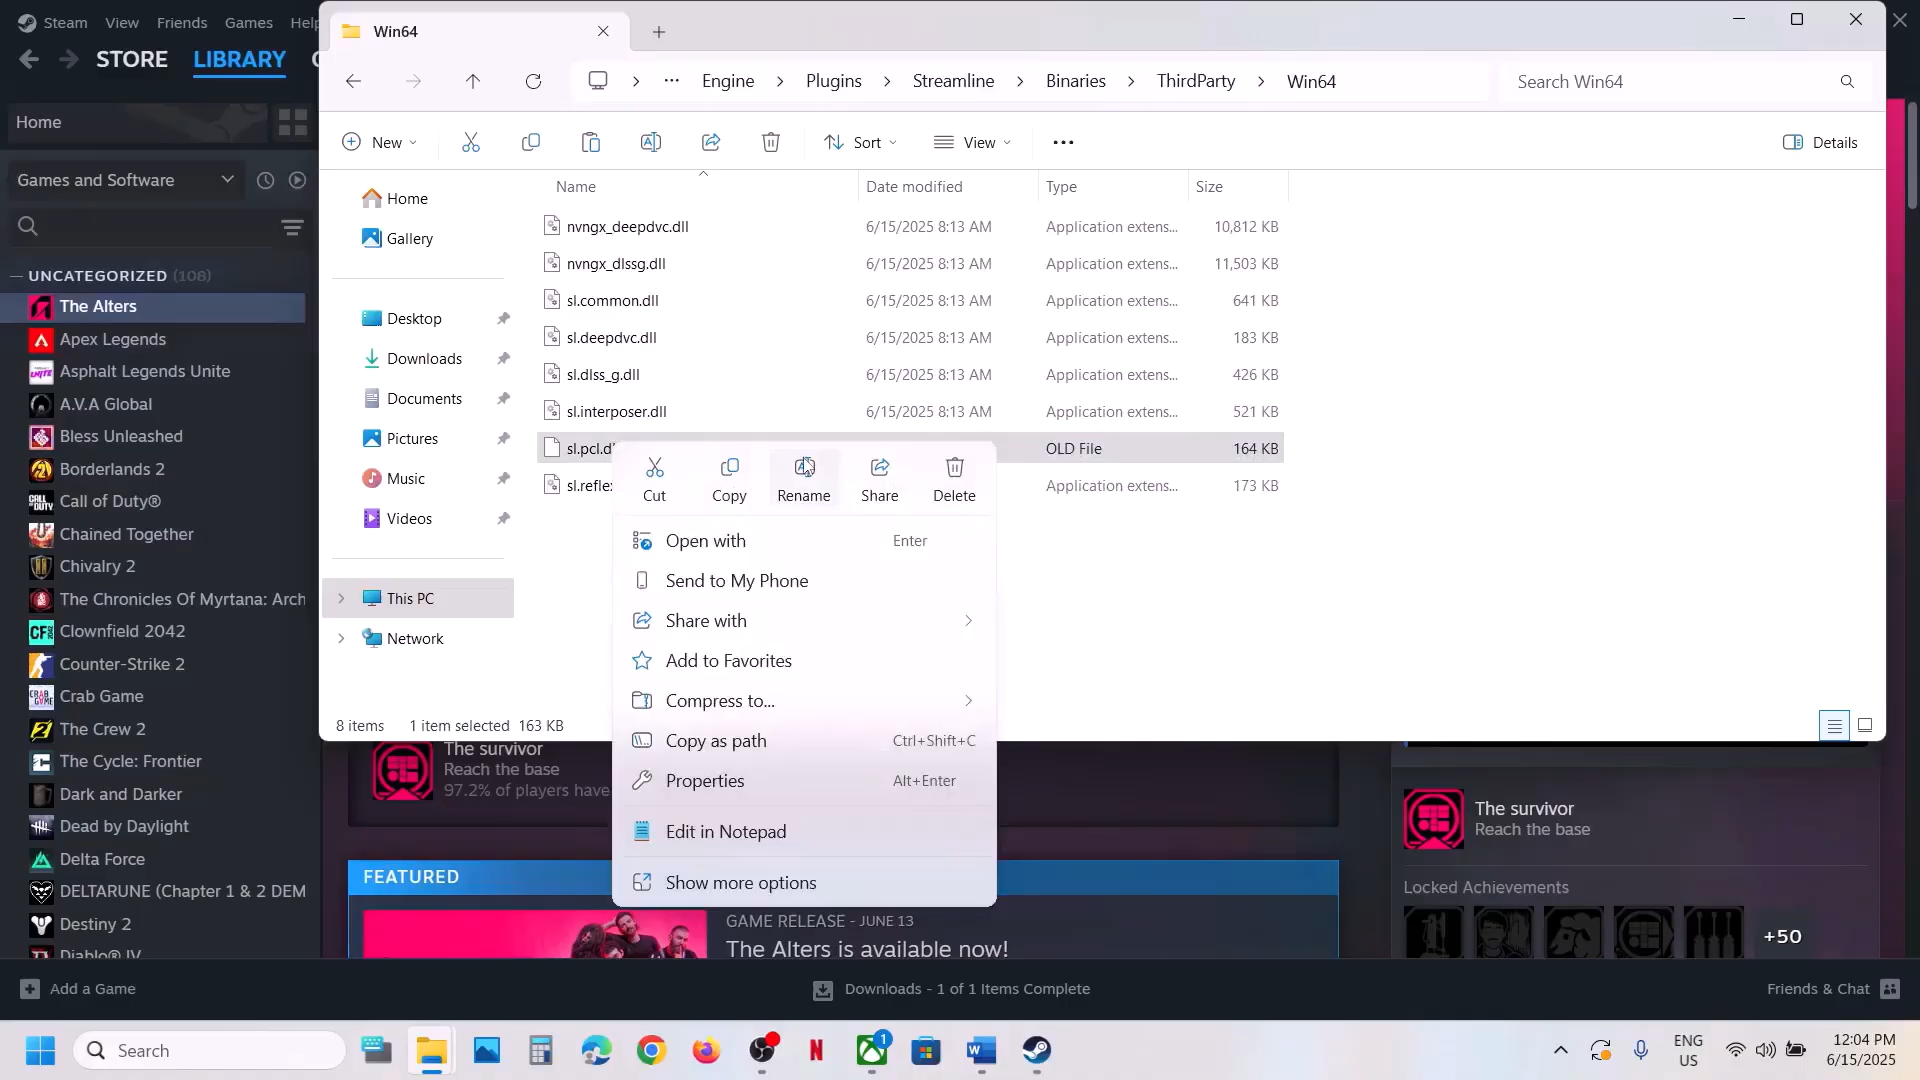 Steam View Friends Games Help
STORE LIBRARY
Home
Games and Software
UNCATEGORIZED (108)
The Alters
Apex Legends
Asphalt Legends Unite
A.V.A Global
Bless Unleashed
Borderlands 2
Call of Duty®
Chained Together
Chivalry 2
The Chronicles Of Myrtana: Arch
Clownfield 2042
Counter-Strike 2
Crab Game
The Crew 2
The Cycle: Frontier
Dark and Darker
Dead by Daylight
Delta Force
DELTARUNE (Chapter 1 & 2 DEM
Destiny 2
Diablo® IV
Add a Game
Win64
Engine Plugins Streamline Binaries ThirdParty Win64
Search Win64
New Sort View Details
Home
Gallery
Desktop
Downloads
Documents
Pictures
Music
Videos
This PC
Network
Name Date modified Type Size
nvngx_deepdvc.dll 6/15/2025 8:13 AM Application extens... 10,812 KB
nvngx_dlssg.dll 6/15/2025 8:13 AM Application extens... 11,503 KB
sl.common.dll 6/15/2025 8:13 AM Application extens... 641 KB
sl.deepdvc.dll 6/15/2025 8:13 AM Application extens... 183 KB
sl.dlss_g.dll 6/15/2025 8:13 AM Application extens... 426 KB
sl.interposer.dll 6/15/2025 8:13 AM Application extens... 521 KB
sl.pcl.dl OLD File 164 KB
sl.reflex Application extens... 173 KB
Cut Copy Rename Share Delete
Open with Enter
Send to My Phone
Share with
Add to Favorites
Compress to...
Copy as path Ctrl+Shift+C
Properties Alt+Enter
Edit in Notepad
Show more options
8 items 1 item selected 163 KB
The survivor
Reach the base
97.2% of players have
FEATURED
GAME RELEASE - JUNE 13
The Alters is available now!
The survivor
Reach the base
Locked Achievements
+50
Downloads - 1 of 1 Items Complete
Friends & Chat
Search
1
ENG
US
12:04 PM
6/15/2025